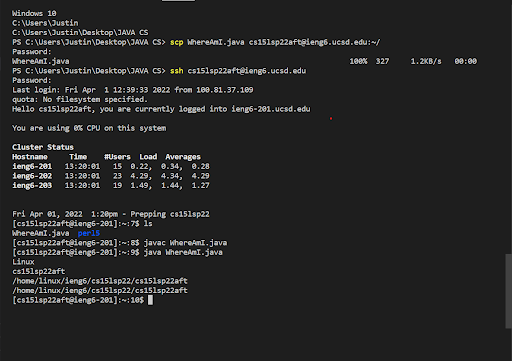 Windows 10
C:\Users\Justin
C:\Users\Justin\Desktop\JAVA CS
PS C:\Users\Justin\Desktop\JAVA CS> scp WhereAmI.java cs15lsp22aft@ieng6.ucsd.edu:~/
Password:
WhereAmI.java 100% 327 1.2KB/s 00:00
PS C:\Users\Justin\Desktop\JAVA CS> ssh cs15lsp22aft@ieng6.ucsd.edu
Password:
Last login: Fri Apr 1 12:39:33 2022 from 100.81.37.109
quota: No filesystem specified.
Hello cs15lsp22aft, you are currently logged into ieng6-201.ucsd.edu
You are using 0% CPU on this system
Cluster Status
Hostname Time #Users Load Averages
ieng6-201 13:20:01 15 0.22, 0.34, 0.28
ieng6-202 13:20:01 23 4.29, 4.34, 4.29
ieng6-203 13:20:01 19 1.49, 1.44, 1.27
Fri Apr 01, 2022 1:20pm - Prepping cs15lsp22
[cs15lsp22aft@ieng6-201]:~:7$ ls
WhereAmI.java perl5
[cs15lsp22aft@ieng6-201]:~:8$ javac WhereAmI.java
[cs15lsp22aft@ieng6-201]:~:9$ java WhereAmI.java
Linux
cs15lsp22aft
/home/linux/ieng6/cs15lsp22/cs15lsp22aft
/home/linux/ieng6/cs15lsp22/cs15lsp22aft
[cs15lsp22aft@ieng6-201]:~:10$